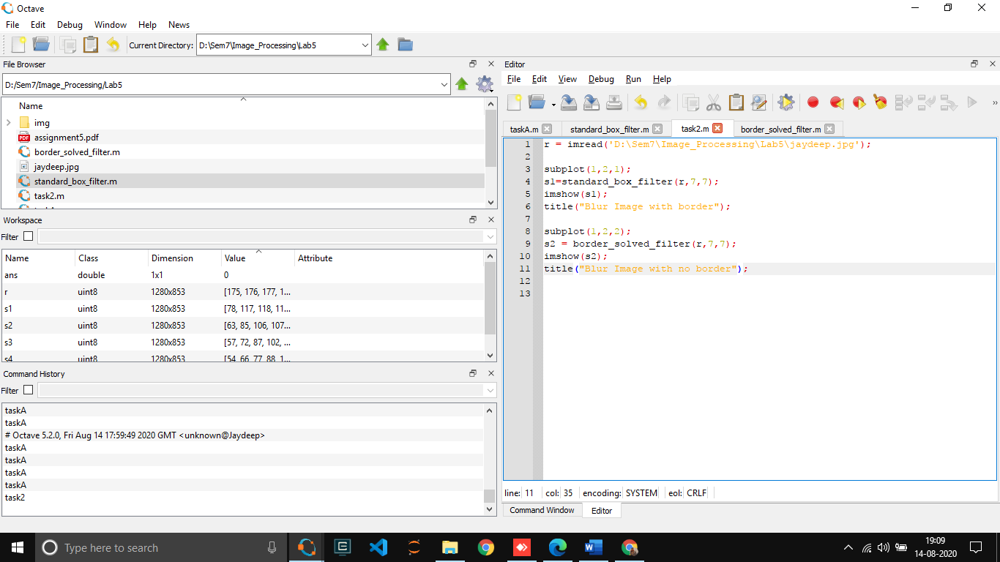 Octave
File Edit Debug Window Help News
Current Directory: D:\Sem7\Image_Processing\Lab5
File Browser
D:/Sem7/Image_Processing/Lab5
Name
img
assignment5.pdf
border_solved_filter.m
jaydeep.jpg
standard_box_filter.m
task2.m
Workspace
Filter
Name Class Dimension Value Attribute
ans double 1x1 0
r uint8 1280x853 [175, 176, 177, 1...
s1 uint8 1280x853 [78, 117, 118, 11...
s2 uint8 1280x853 [63, 85, 106, 107...
s3 uint8 1280x853 [57, 72, 87, 102, ...
s4 uint8 1280x853 [54, 66, 77, 88, 1...
Command History
Filter
taskA
taskA
# Octave 5.2.0, Fri Aug 14 17:59:49 2020 GMT <unknown@Jaydeep>
taskA
taskA
taskA
taskA
task2
Editor
File Edit View Debug Run Help
taskA.m standard_box_filter.m task2.m border_solved_filter.m
1 r = imread('D:\Sem7\Image_Processing\Lab5\jaydeep.jpg');
2
3 subplot(1,2,1);
4 s1=standard_box_filter(r,7,7);
5 imshow(s1);
6 title("Blur Image with border");
7
8 subplot(1,2,2);
9 s2 = border_solved_filter(r,7,7);
10 imshow(s2);
11 title("Blur Image with no border");
12
13
line: 11 col: 35 encoding: SYSTEM eol: CRLF
Command Window Editor
Type here to search
19:09
14-08-2020